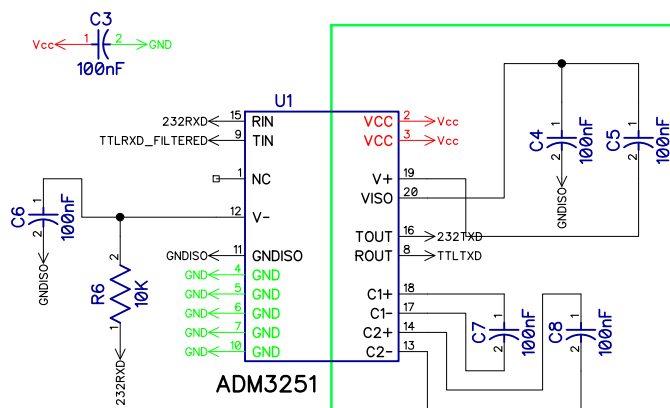 C3
Vcc 1 2 GND
100nF
U1
232RXD 15 RIN VCC 2 Vcc
TTLRXD_FILTERED 9 TIN VCC 3 Vcc
1 NC V+ 19
VISO 20
C4 1 2 100nF
GNDISO
C5 1 2 100nF
C6 1 2 100nF
GNDISO
12 V-
TOUT 16 232TXD
GNDISO 11 GNDISO ROUT 8 TTLTXD
GND 4 GND
GND 5 GND C1+ 18
GND 6 GND C1- 17
GND 7 GND C2+ 14
GND 10 GND C2- 13
R6 2 1 10K
232RXD
C7 1 2 100nF
C8 1 2 100nF
ADM3251